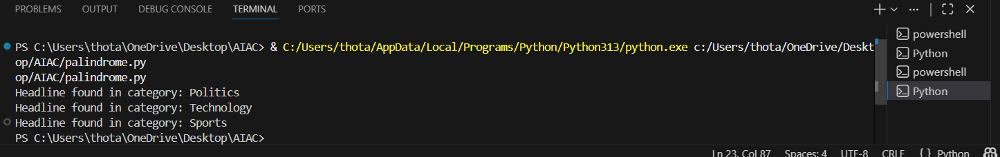 PROBLEMS OUTPUT DEBUG CONSOLE TERMINAL PORTS
PS C:\Users\thota\OneDrive\Desktop\AIAC> & C:/Users/thota/AppData/Local/Programs/Python/Python313/python.exe c:/Users/thota/OneDrive/Deskt
op/AIAC/palindrome.py
op/AIAC/palindrome.py
Headline found in category: Politics
Headline found in category: Technology
Headline found in category: Sports
PS C:\Users\thota\OneDrive\Desktop\AIAC>
powershell
Python
powershell
Python
Ln 23, Col 87 Spaces: 4 UTF-8 CRLF { } Python